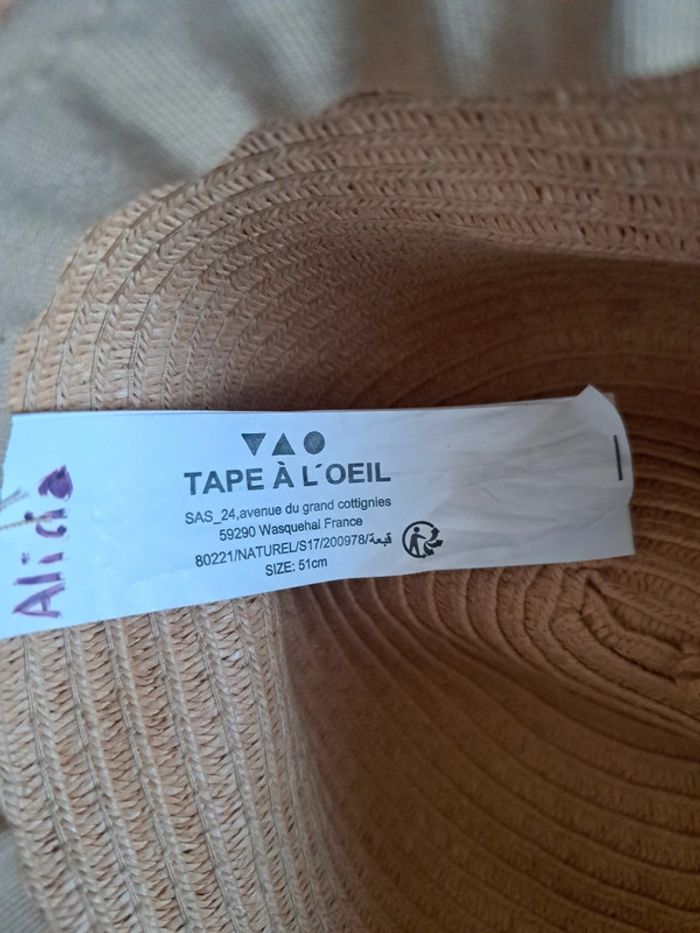 TAPE À L´OEIL
SAS_24,avenue du grand cottignies
59290 Wasquehal France
80221/NATUREL/S17/200978/قبعة
SIZE: 51cm
Alicia